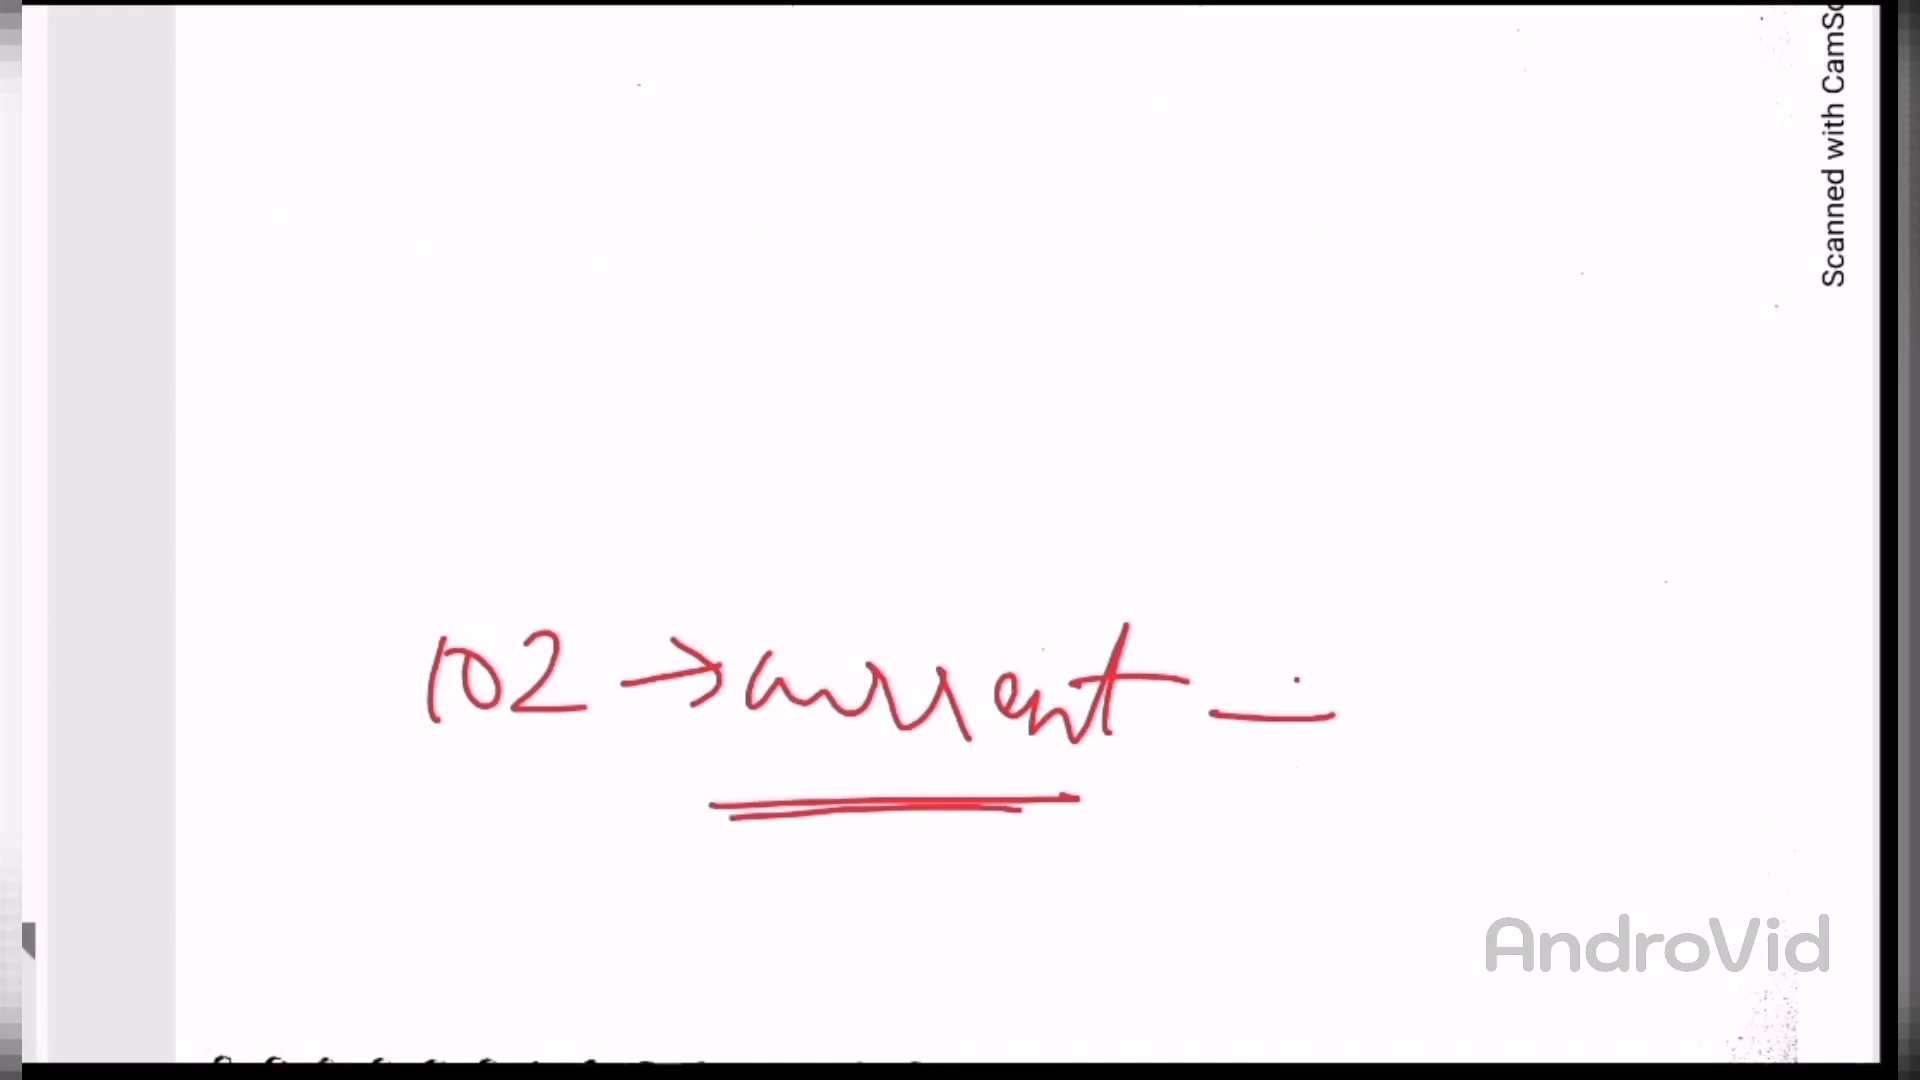 Scanned with CamSc
102 → current —
AndroVid